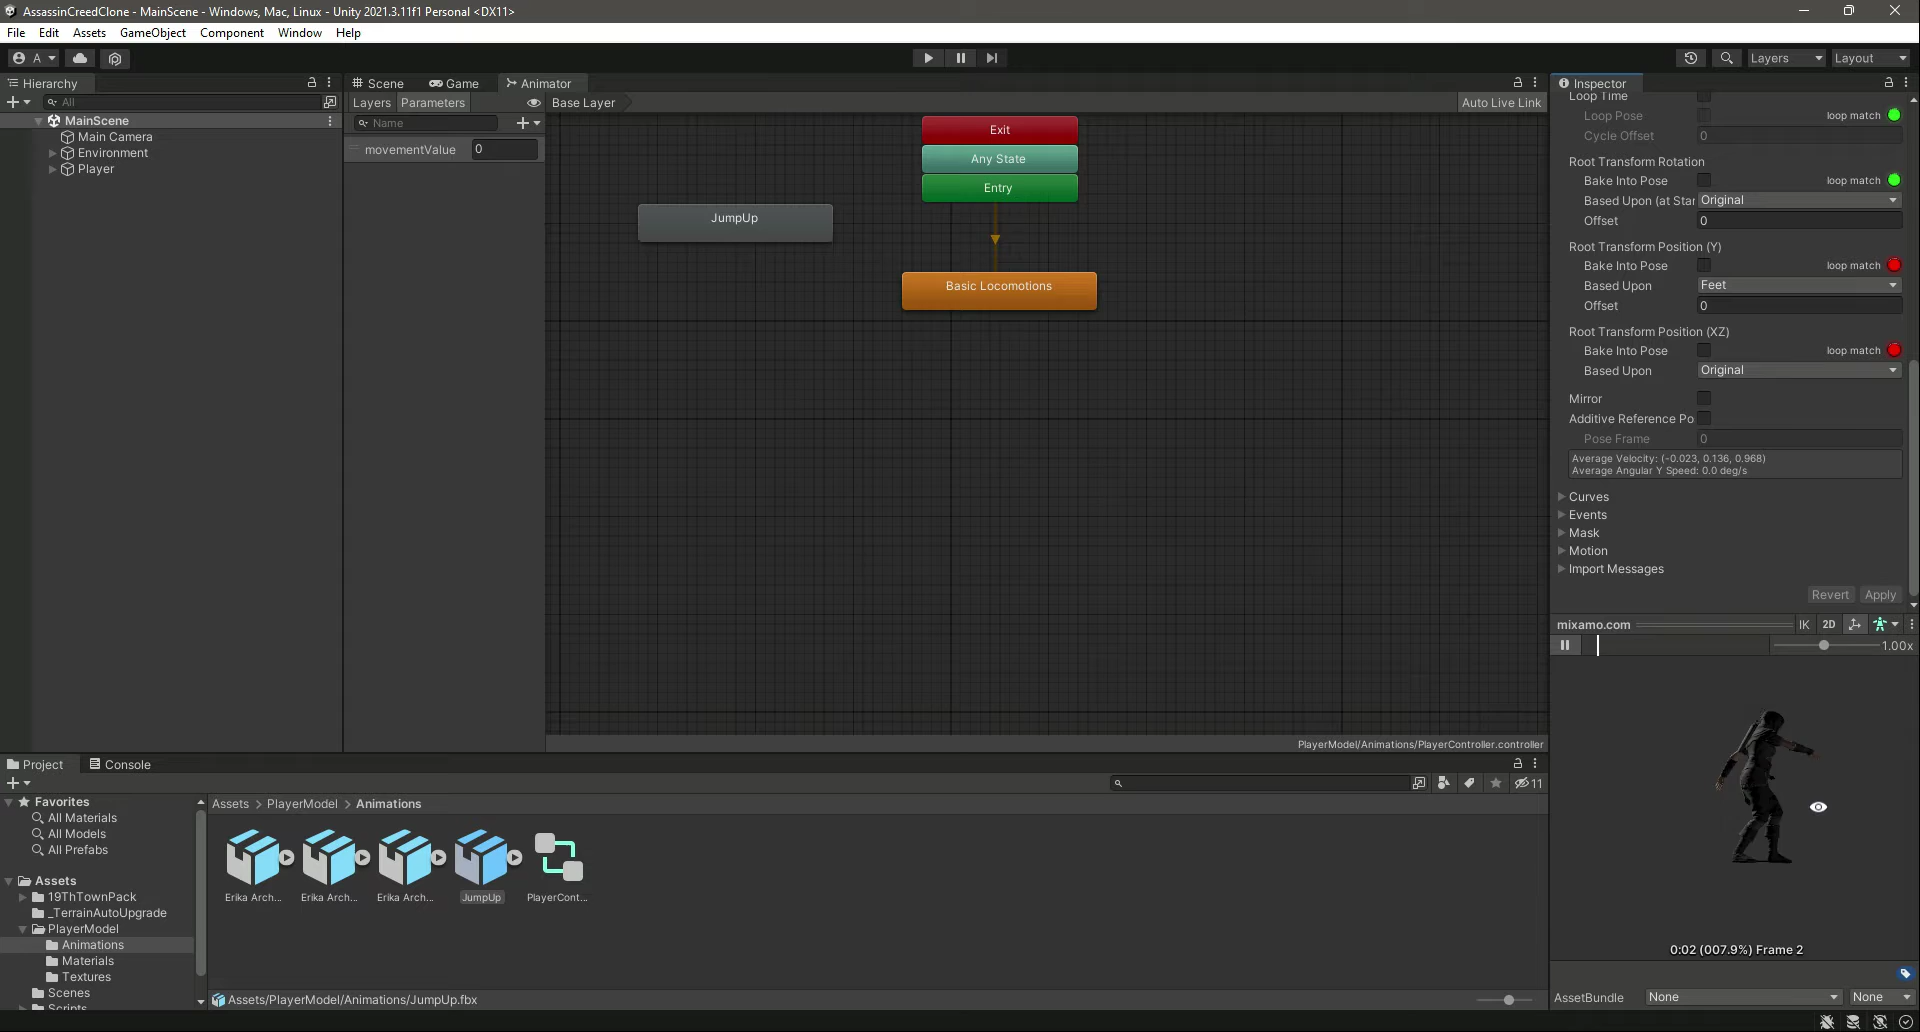 AssassinCreedClone - MainScene - Windows, Mac, Linux - Unity 2021.3.11f1 Personal <DX11>
File Edit Assets GameObject Component Window Help
A
Layers Layout
Hierarchy
All
MainScene
Main Camera
Environment
Player
Scene Game Animator
Layers Parameters
Base Layer
Auto Live Link
Name
movementValue 0
Exit
Any State
Entry
JumpUp
Basic Locomotions
PlayerModel/Animations/PlayerController.controller
Inspector
Loop Time
Loop Pose loop match
Cycle Offset 0
Root Transform Rotation
Bake Into Pose loop match
Based Upon (at Star Original
Offset 0
Root Transform Position (Y)
Bake Into Pose loop match
Based Upon Feet
Offset 0
Root Transform Position (XZ)
Bake Into Pose loop match
Based Upon Original
Mirror
Additive Reference Po
Pose Frame 0
Average Velocity: (-0.023, 0.136, 0.968)
Average Angular Y Speed: 0.0 deg/s
Curves
Events
Mask
Motion
Import Messages
Revert Apply
mixamo.com IK 2D
1.00x
0:02 (007.9%) Frame 2
AssetBundle None None
Project Console
11
Favorites
All Materials
All Models
All Prefabs
Assets
19ThTownPack
_TerrainAutoUpgrade
PlayerModel
Animations
Materials
Textures
Scenes
Scripts
Assets > PlayerModel > Animations
Erika Arch... Erika Arch... Erika Arch... JumpUp PlayerCont...
Assets/PlayerModel/Animations/JumpUp.fbx